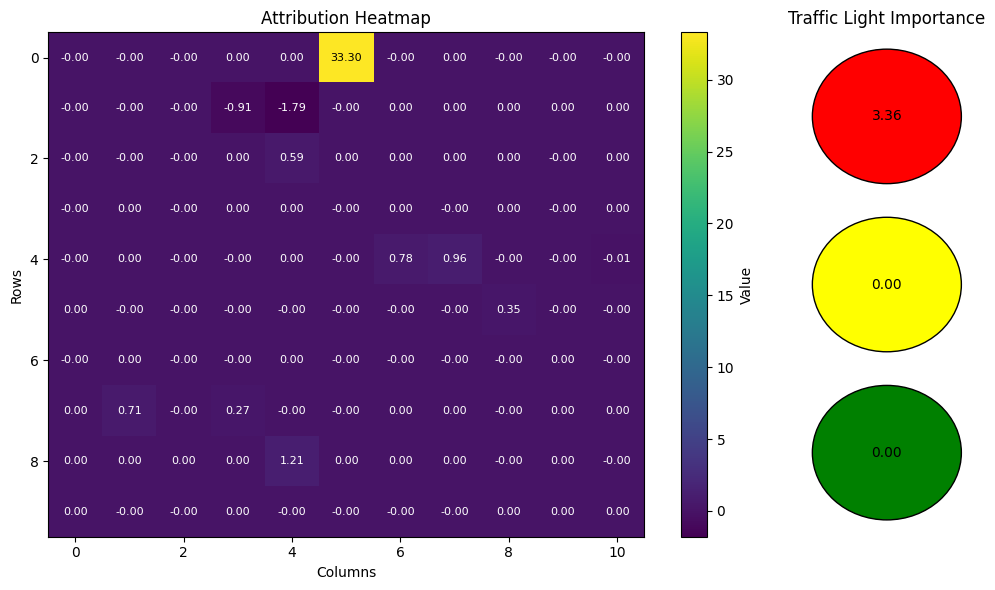 Attribution Heatmap
Traffic Light Importance
0 -0.00 -0.00 -0.00 0.00 0.00 33.30 -0.00 -0.00 0.00 -0.00 -0.00
-0.00 -0.00 -0.00 -0.91 -1.79 -0.00 0.00 0.00 0.00 0.00 0.00
2 -0.00 -0.00 -0.00 0.00 0.59 0.00 0.00 0.00 0.00 -0.00 0.00
-0.00 0.00 -0.00 0.00 -0.00 -0.00 0.00 -0.00 0.00 0.00 0.00
4 -0.00 0.00 -0.00 -0.00 0.00 -0.00 0.78 0.96 -0.00 -0.00 -0.01
0.00 -0.00 -0.00 -0.00 -0.00 -0.00 -0.00 -0.00 0.35 -0.00 -0.00
6 -0.00 0.00 -0.00 -0.00 0.00 -0.00 0.00 -0.00 0.00 -0.00 -0.00
0.00 0.71 -0.00 0.27 -0.00 -0.00 0.00 -0.00 -0.00 0.00 0.00
8 0.00 0.00 0.00 0.00 1.21 0.00 0.00 0.00 -0.00 0.00 -0.00
0.00 -0.00 -0.00 0.00 -0.00 -0.00 -0.00 -0.00 0.00 0.00 0.00
0 2 4 6 8 10
Columns
Rows
30
25
20
15
10
5
0
Value
3.36
0.00
0.00